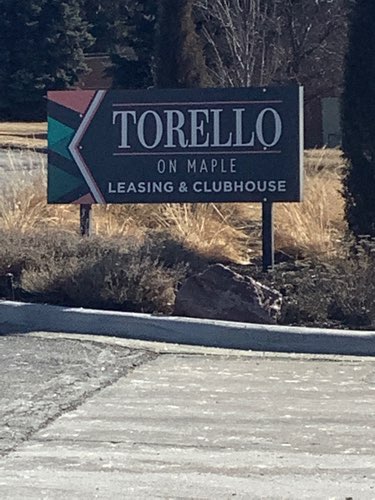 TORELLO
ON MAPLE
LEASING & CLUBHOUSE